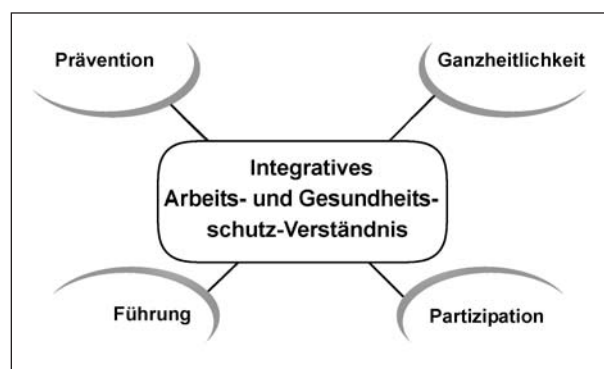 Prävention
Ganzheitlichkeit
Integratives
Arbeits- und Gesundheits-
schutz-Verständnis
Führung
Partizipation